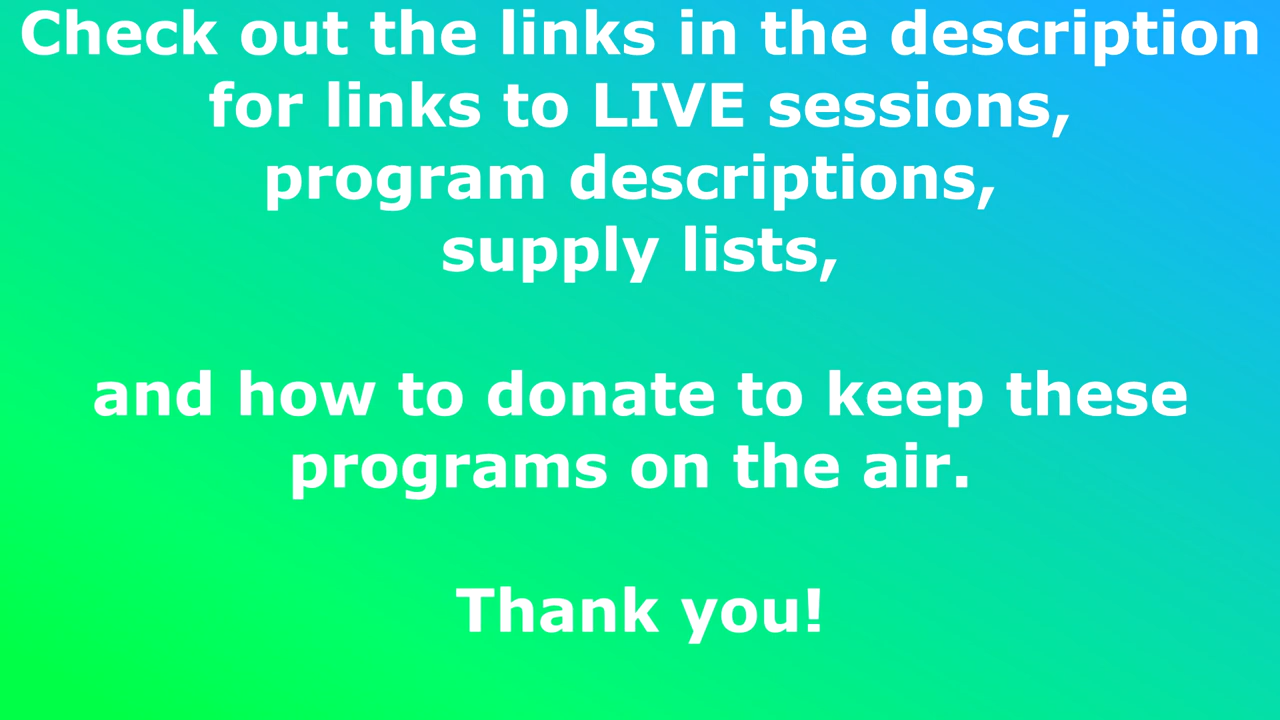 Check out the links in the description
for links to LIVE sessions,
program descriptions,
supply lists,
and how to donate to keep these
programs on the air.
Thank you!